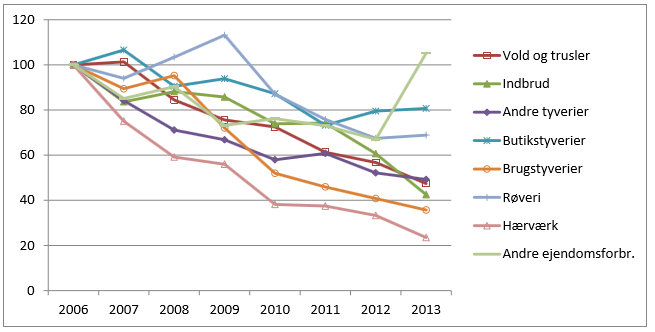 120
100
80
60
40
20
0
2006 2007 2008 2009 2010 2011 2012 2013
Vold og trusler
Indbrud
Andre tyverier
Butikstyverier
Brugstyverier
Røveri
Hærværk
Andre ejendomsforbr.